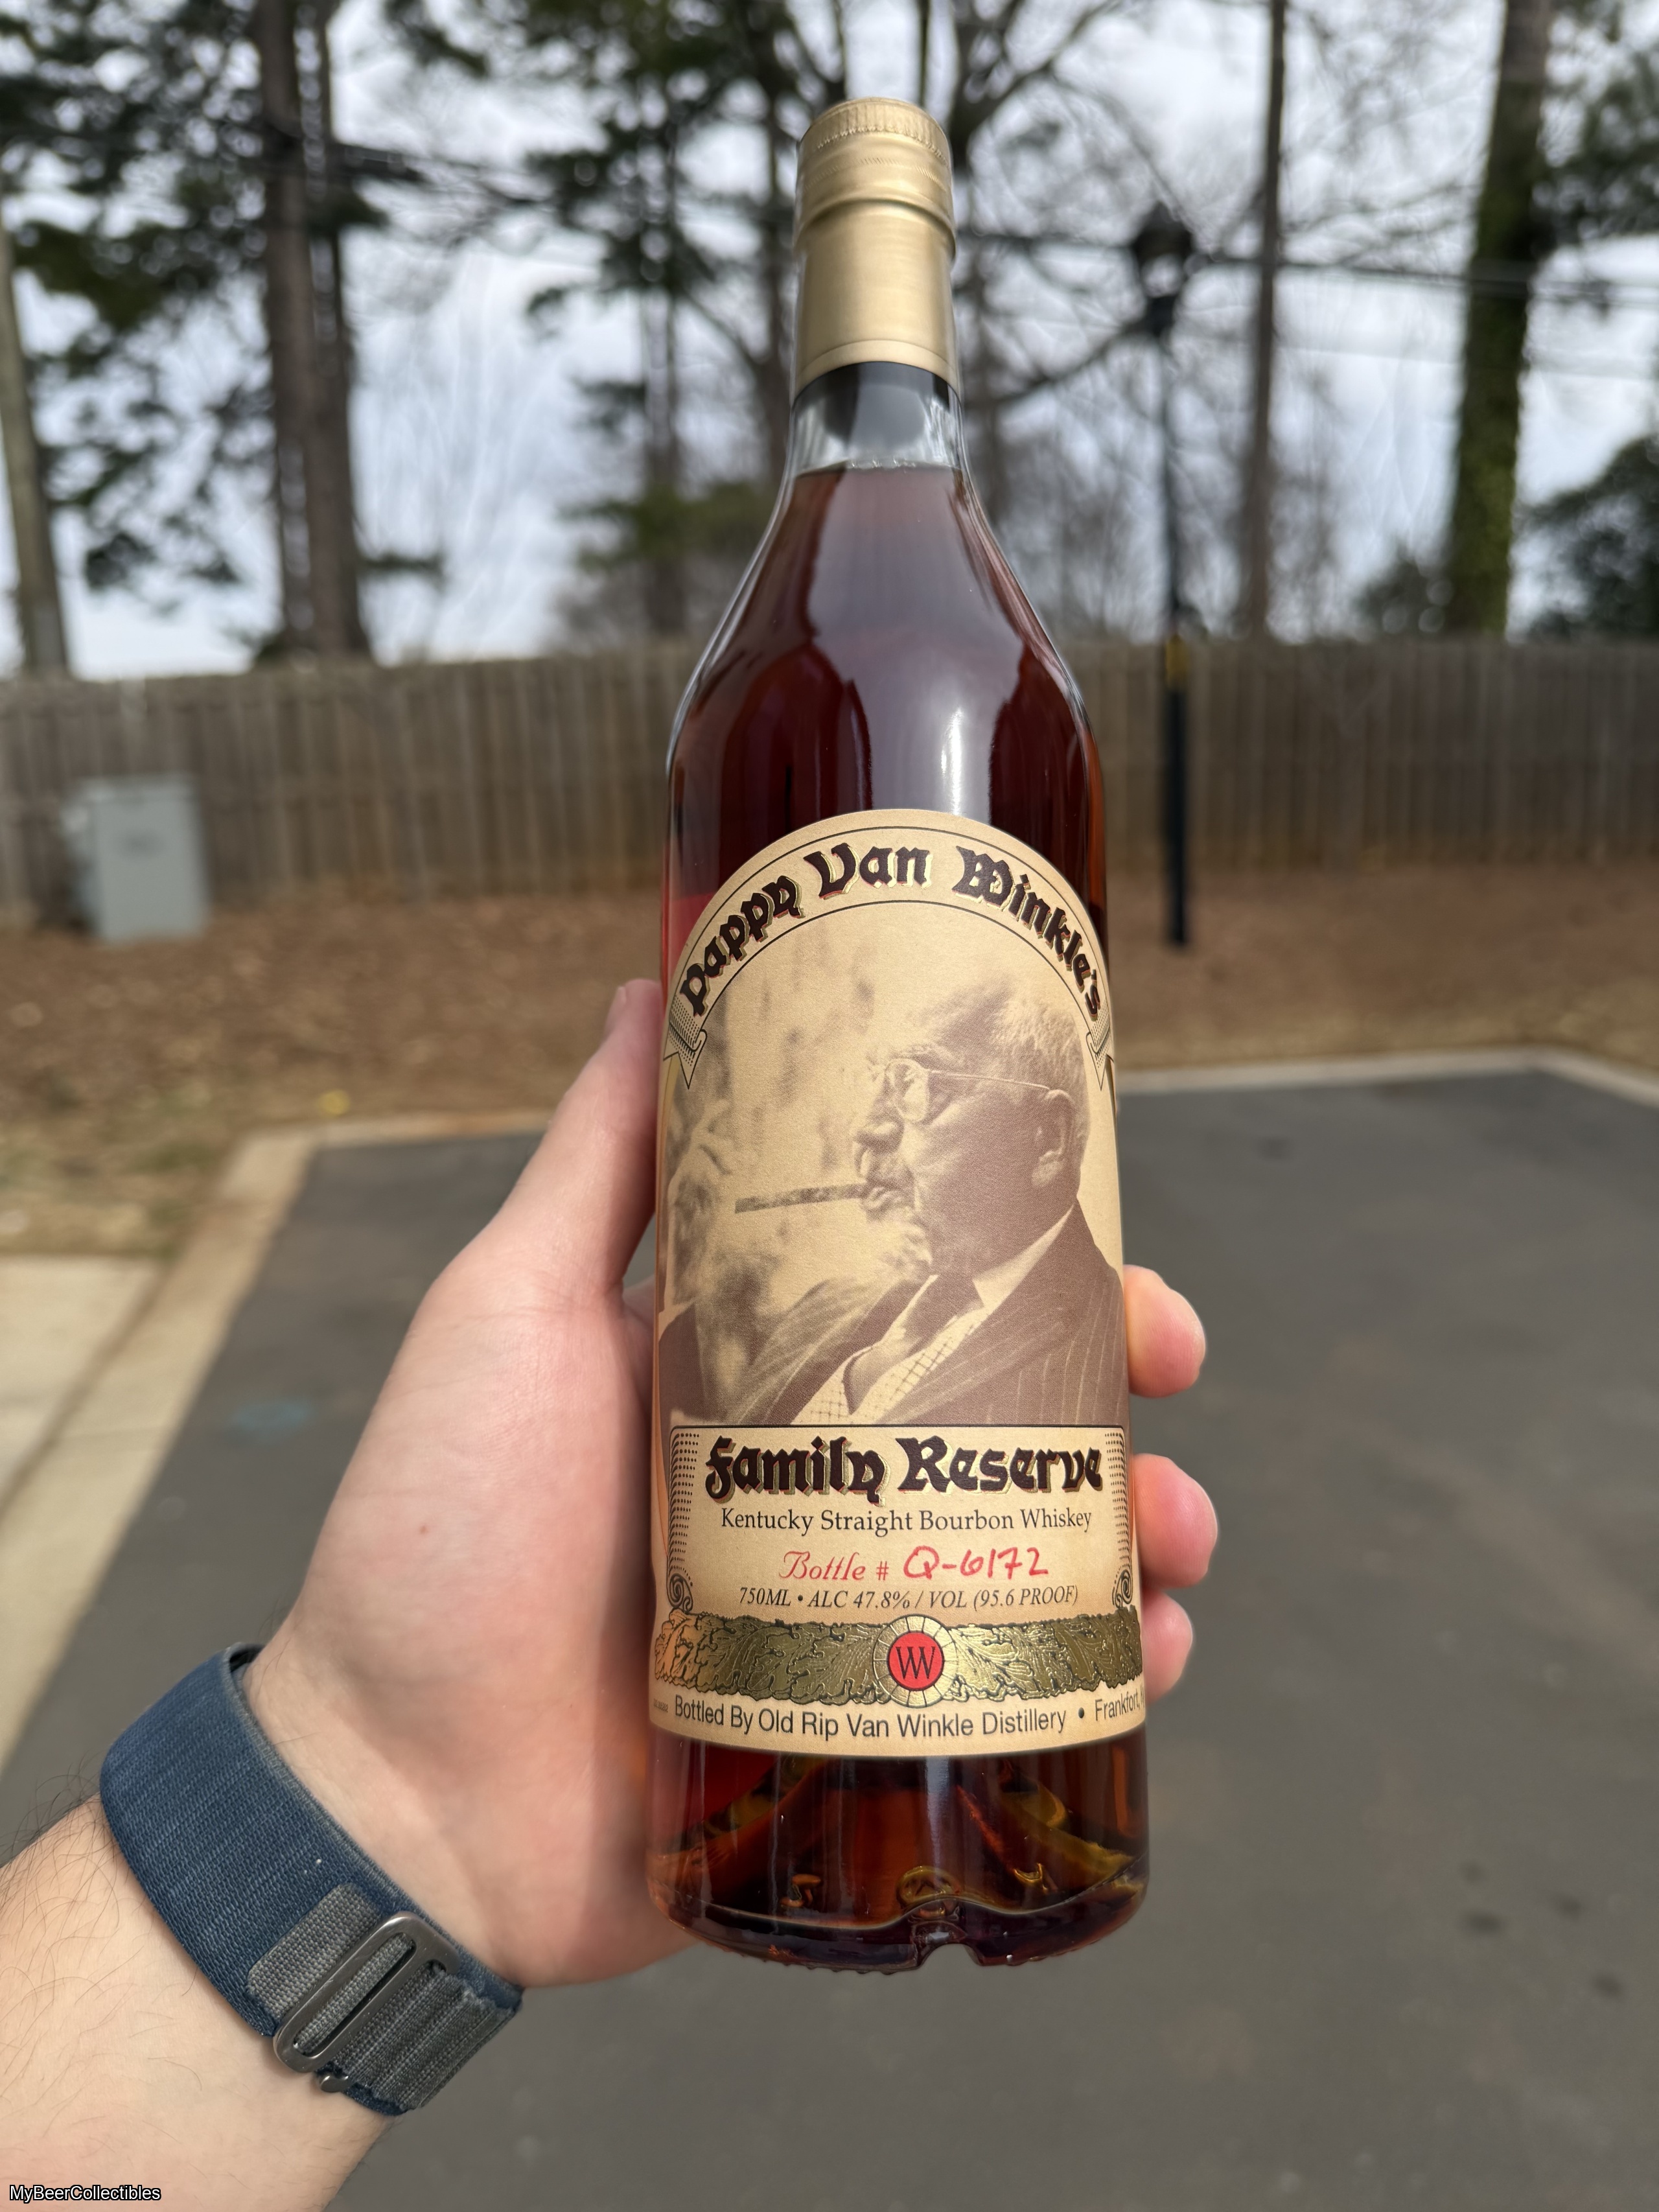 Pappy Van Winkle's
Family Reserve
Kentucky Straight Bourbon Whiskey
Bottle # Q-6172
750ML • ALC 47.8% / VOL (95.6 PROOF)
VW
Bottled By Old Rip Van Winkle Distillery • Frankfort,
MyBeerCollectibles